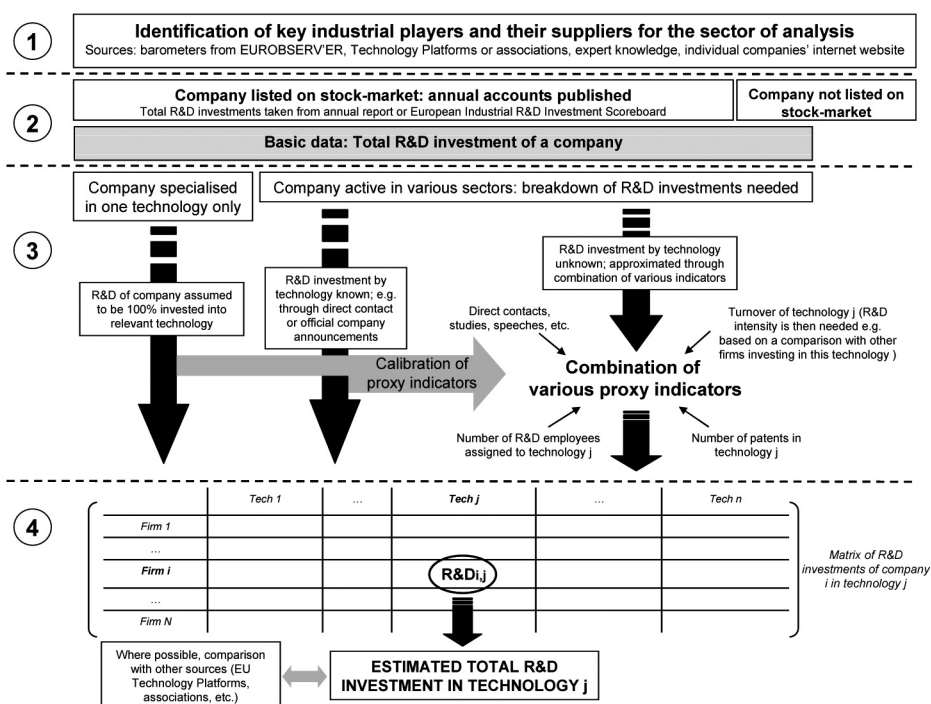 1
Identification of key industrial players and their suppliers for the sector of analysis
Sources: barometers from EUROBSERV'ER, Technology Platforms or associations, expert knowledge, individual companies' internet website
2
Company listed on stock-market: annual accounts published
Total R&D investments taken from annual report or European Industrial R&D Investment Scoreboard
Company not listed on
stock-market
Basic data: Total R&D investment of a company
3
Company specialised
in one technology only
Company active in various sectors: breakdown of R&D investments needed
R&D of company assumed
to be 100% invested into
relevant technology
R&D investment by
technology known; e.g.
through direct contact
or official company
announcements
R&D investment by technology
unknown; approximated through
combination of various indicators
Direct contacts,
studies, speeches, etc.
Turnover of technology j (R&D
intensity is then needed e.g.
based on a comparison with other
firms investing in this technology )
Calibration of
proxy indicators
Combination of
various proxy indicators
Number of R&D employees
assigned to technology j
Number of patents in
technology j
4
Tech 1 ... Tech j ... Tech n
Firm 1
...
Firm i
R&Di,j
...
Firm N
Matrix of R&D
investments of company
i in technology j
Where possible, comparison
with other sources (EU
Technology Platforms,
associations, etc.)
ESTIMATED TOTAL R&D
INVESTMENT IN TECHNOLOGY j